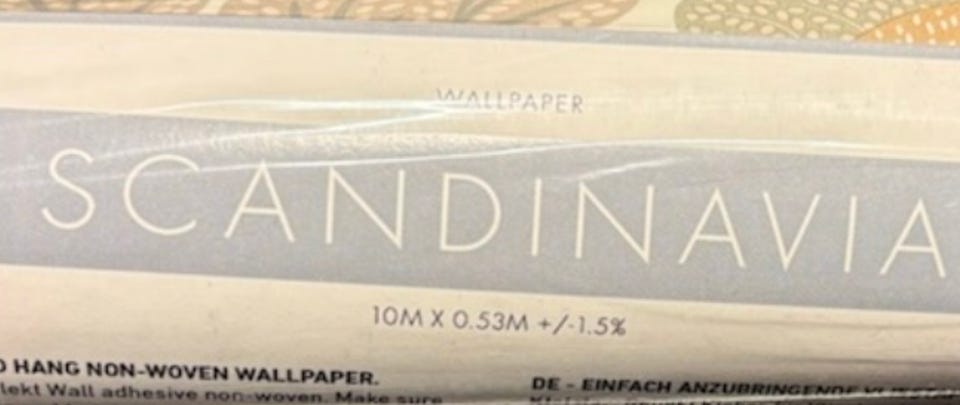 WALLPAPER
SCANDINAVIA
10M X 0.53M +/-1.5%
HANG NON-WOVEN WALLPAPER.
Wall adhesive non-woven. Make sure
DE - EINFACH ANZUBRINGENDE